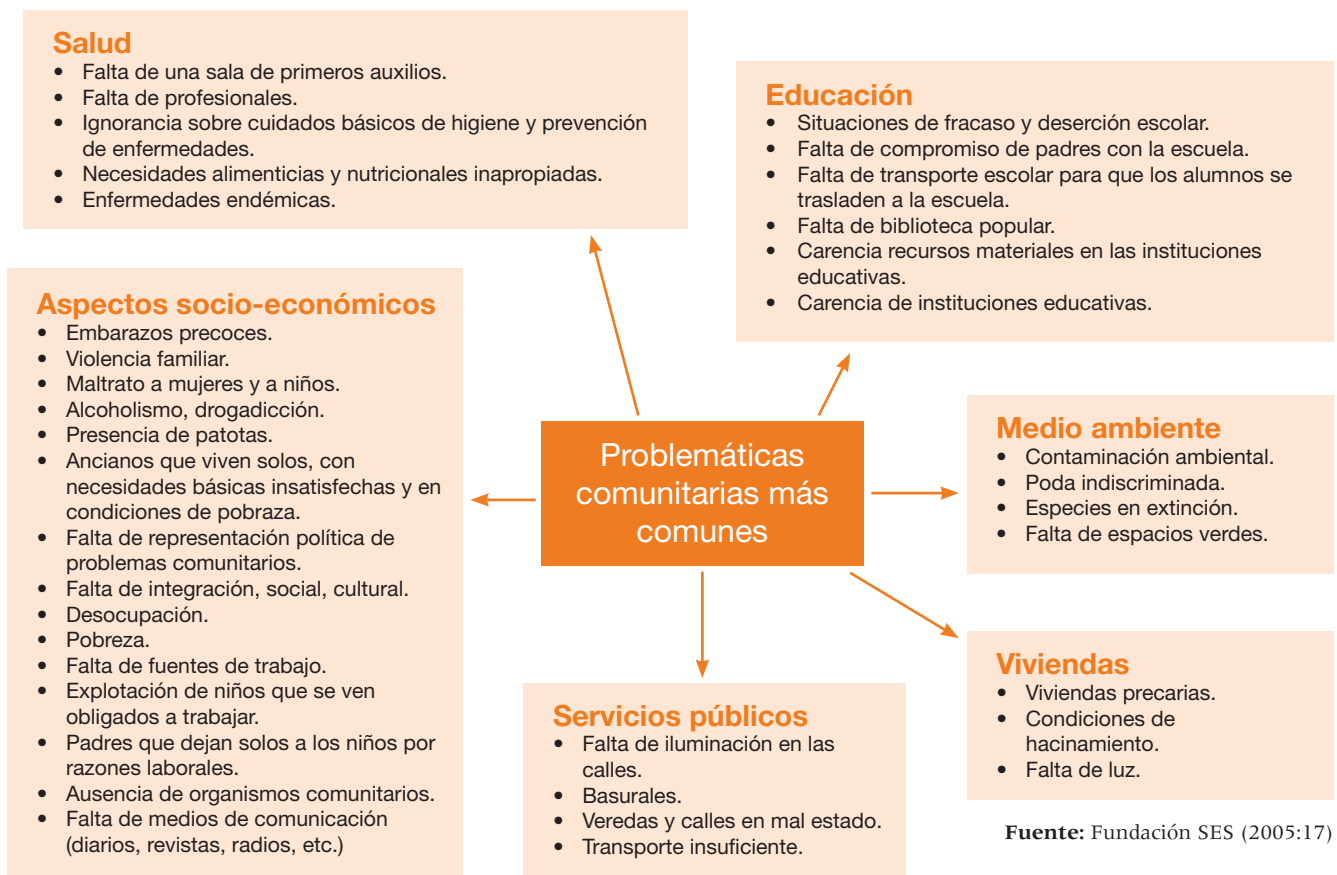 Salud
• Falta de una sala de primeros auxilios.
• Falta de profesionales.
• Ignorancia sobre cuidados básicos de higiene y prevención
de enfermedades.
• Necesidades alimenticias y nutricionales inapropiadas.
• Enfermedades endémicas.
Educación
• Situaciones de fracaso y deserción escolar.
• Falta de compromiso de padres con la escuela.
• Falta de transporte escolar para que los alumnos se
trasladen a la escuela.
• Falta de biblioteca popular.
• Carencia recursos materiales en las instituciones
educativas.
• Carencia de instituciones educativas.
Aspectos socio-económicos
• Embarazos precoces.
• Violencia familiar.
• Maltrato a mujeres y a niños.
• Alcoholismo, drogadicción.
• Presencia de patotas.
• Ancianos que viven solos, con
necesidades básicas insatisfechas y en
condiciones de pobraza.
• Falta de representación política de
problemas comunitarios.
• Falta de integración, social, cultural.
• Desocupación.
• Pobreza.
• Falta de fuentes de trabajo.
• Explotación de niños que se ven
obligados a trabajar.
• Padres que dejan solos a los niños por
razones laborales.
• Ausencia de organismos comunitarios.
• Falta de medios de comunicación
(diarios, revistas, radios, etc.)
Problemáticas
comunitarias más
comunes
Medio ambiente
• Contaminación ambiental.
• Poda indiscriminada.
• Especies en extinción.
• Falta de espacios verdes.
Servicios públicos
• Falta de iluminación en las
calles.
• Basurales.
• Veredas y calles en mal estado.
• Transporte insuficiente.
Viviendas
• Viviendas precarias.
• Condiciones de
hacinamiento.
• Falta de luz.
Fuente: Fundación SES (2005:17)